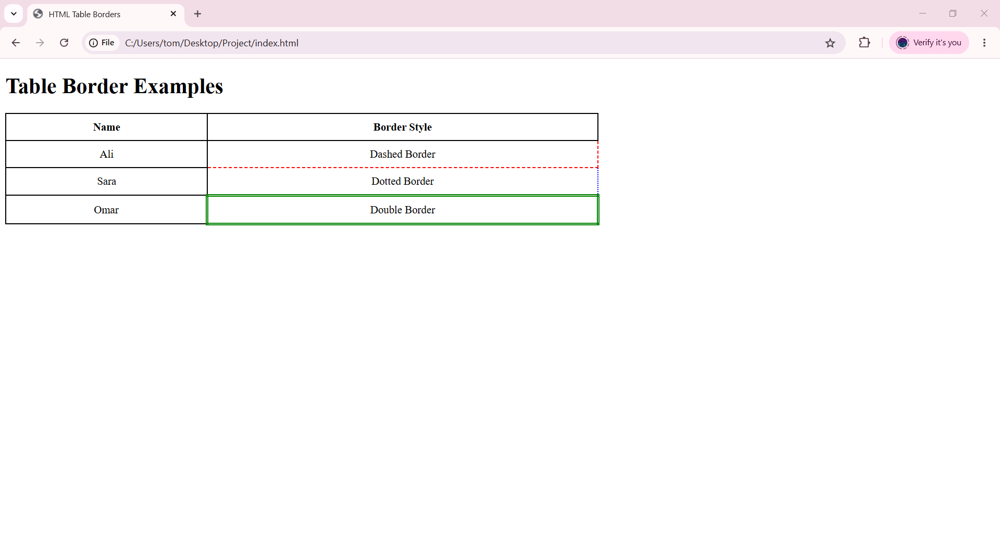 HTML Table Borders
File C:/Users/tom/Desktop/Project/index.html Verify it's you
Table Border Examples
Name Border Style
Ali Dashed Border
Sara Dotted Border
Omar Double Border